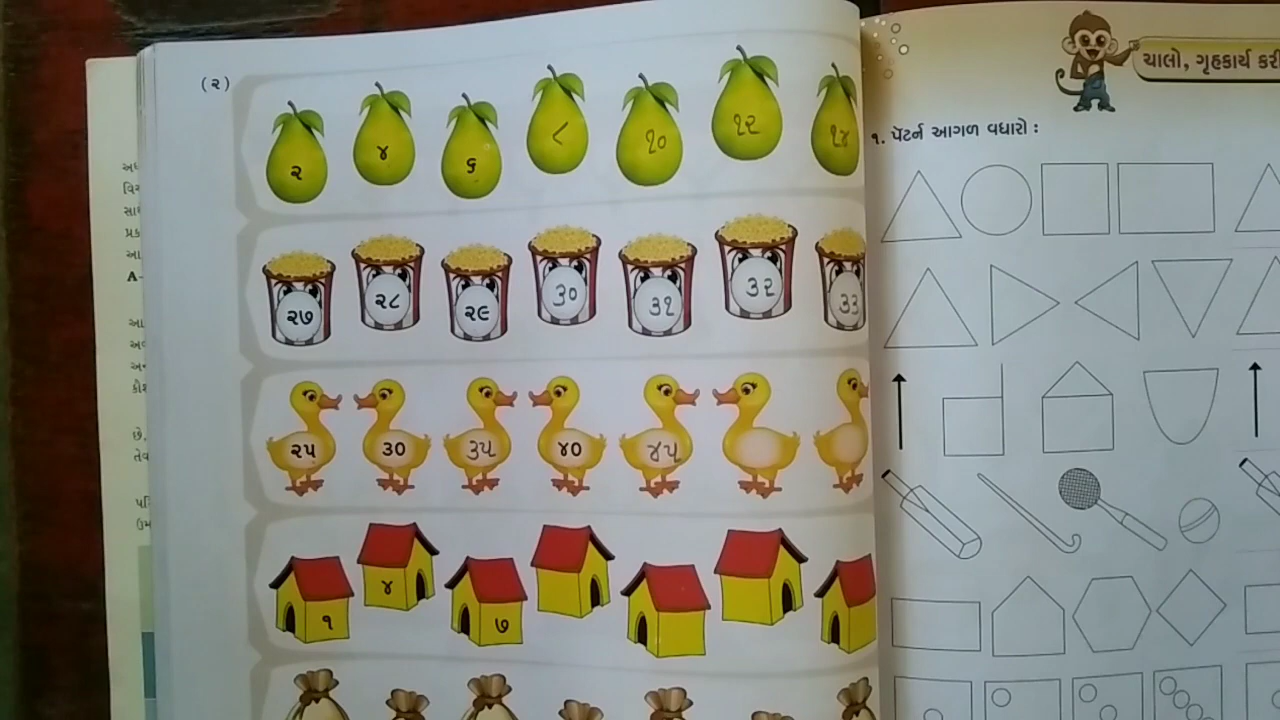 (૨)
૨ ૪ ૬ ૮ ૧૦ ૧૨ ૧૪
૨૭ ૨૮ ૨૯ ૩૦ ૩૧ ૩૨ ૩૩
૨૫ ૩૦ ૩૫ ૪૦ ૪૫
૧ ૪ ૭
ચાલો, ગૃહકાર્ય
૧. પૅટર્ન આગળ વધારો :